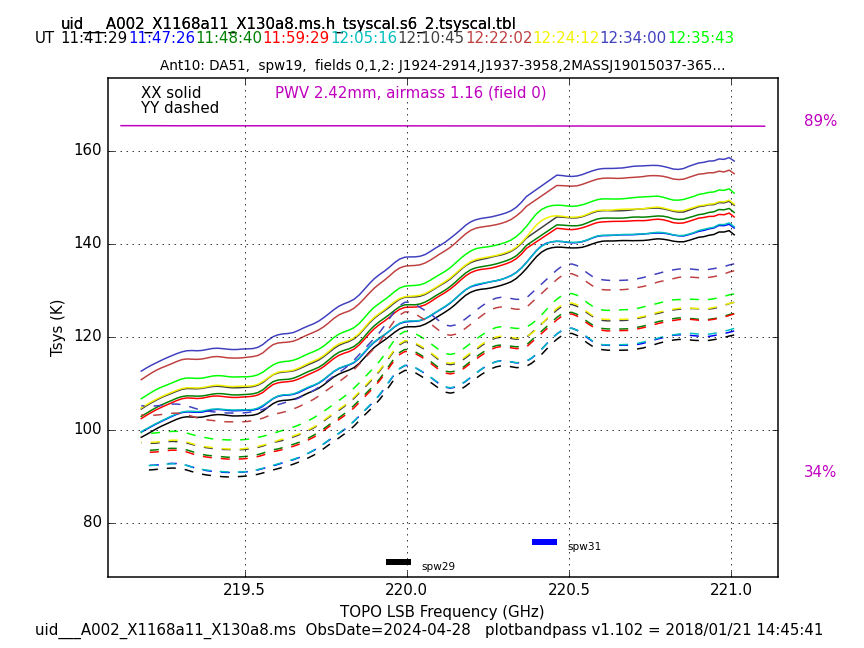 uid___A002_X1168a11_X130a8.ms.h_tsyscal.s6_2.tsyscal.tbl
UT 11:41:29 11:47:26 11:48:40 11:59:29 12:05:16 12:10:45 12:22:02 12:24:12 12:34:00 12:35:43
Ant10: DA51, spw19, fields 0,1,2: J1924-2914,J1937-3958,2MASSJ19015037-365...
XX solid PWV 2.42mm, airmass 1.16 (field 0)
YY dashed
89%
160
140
120
100
80
34%
Tsys (K)
spw31
spw29
219.5 220.0 220.5 221.0
TOPO LSB Frequency (GHz)
uid___A002_X1168a11_X130a8.ms ObsDate=2024-04-28 plotbandpass v1.102 = 2018/01/21 14:45:41